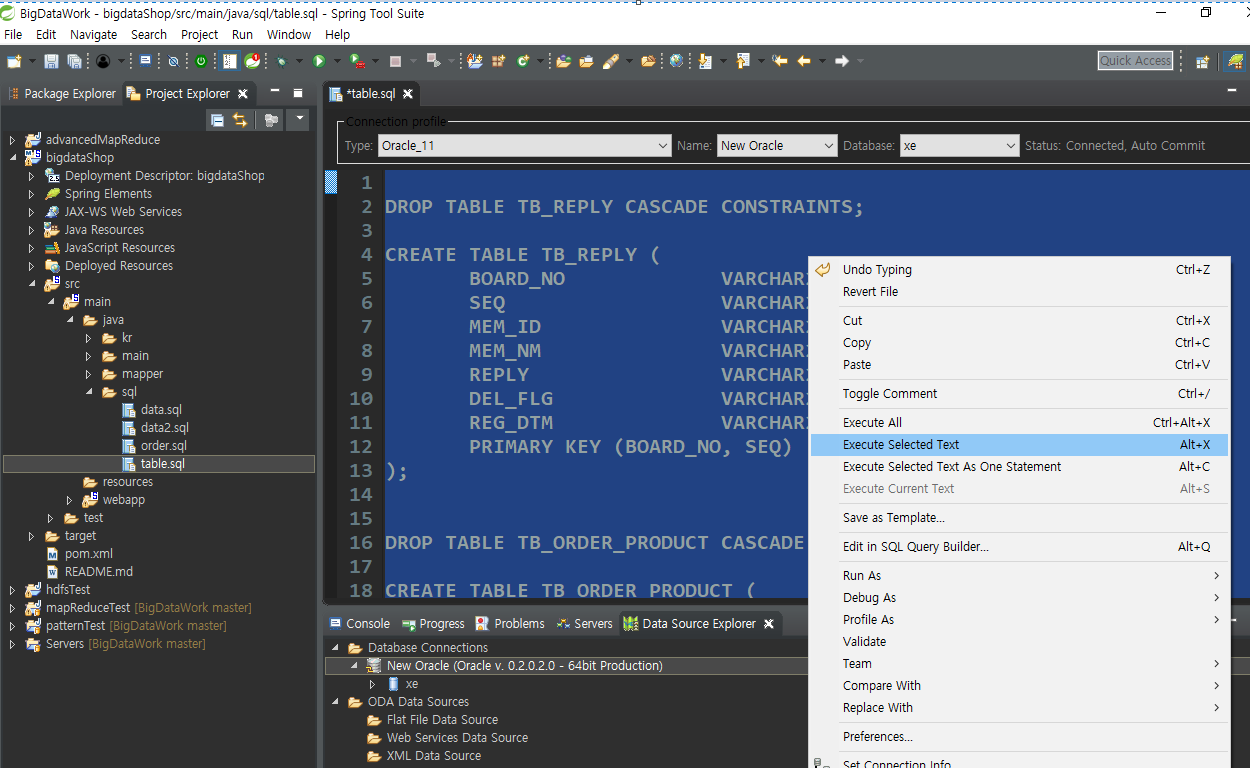 BigDataWork - bigdataShop/src/main/java/sql/table.sql - Spring Tool Suite
File Edit Navigate Search Project Run Window Help
Quick Access
Package Explorer
Project Explorer
advancedMapReduce
bigdataShop
Deployment Descriptor: bigdataShop
Spring Elements
JAX-WS Web Services
Java Resources
JavaScript Resources
Deployed Resources
src
main
java
kr
main
mapper
sql
data.sql
data2.sql
order.sql
table.sql
resources
webapp
test
target
pom.xml
README.md
hdfsTest
mapReduceTest [BigDataWork master]
patternTest [BigDataWork master]
Servers [BigDataWork master]
*table.sql
Connection profile
Type: Oracle_11 Name: New Oracle Database: xe Status: Connected, Auto Commit
1
2 DROP TABLE TB_REPLY CASCADE CONSTRAINTS;
3
4 CREATE TABLE TB_REPLY (
5 BOARD_NO VARCHAR
6 SEQ VARCHAR
7 MEM_ID VARCHAR
8 MEM_NM VARCHAR
9 REPLY VARCHAR
10 DEL_FLG VARCHAR
11 REG_DTM VARCHAR
12 PRIMARY KEY (BOARD_NO, SEQ)
13 );
14
15
16 DROP TABLE TB_ORDER_PRODUCT CASCADE
17
18 CREATE TABLE TB_ORDER_PRODUCT (
Undo Typing Ctrl+Z
Revert File
Cut Ctrl+X
Copy Ctrl+C
Paste Ctrl+V
Toggle Comment Ctrl+/
Execute All Ctrl+Alt+X
Execute Selected Text Alt+X
Execute Selected Text As One Statement Alt+C
Execute Current Text Alt+S
Save as Template...
Edit in SQL Query Builder... Alt+Q
Run As
Debug As
Profile As
Validate
Team
Compare With
Replace With
Preferences...
Set Connection Info
Console Progress Problems Servers Data Source Explorer
Database Connections
New Oracle (Oracle v. 0.2.0.2.0 - 64bit Production)
xe
ODA Data Sources
Flat File Data Source
Web Services Data Source
XML Data Source